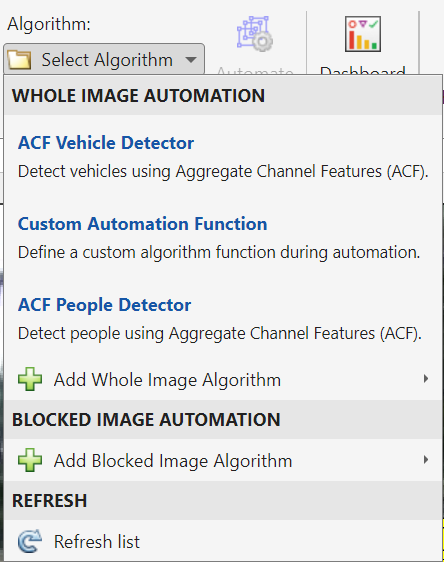 Algorithm:
Select Algorithm
Automate
Dashboard
WHOLE IMAGE AUTOMATION
ACF Vehicle Detector
Detect vehicles using Aggregate Channel Features (ACF).
Custom Automation Function
Define a custom algorithm function during automation.
ACF People Detector
Detect people using Aggregate Channel Features (ACF).
Add Whole Image Algorithm
BLOCKED IMAGE AUTOMATION
Add Blocked Image Algorithm
REFRESH
Refresh list